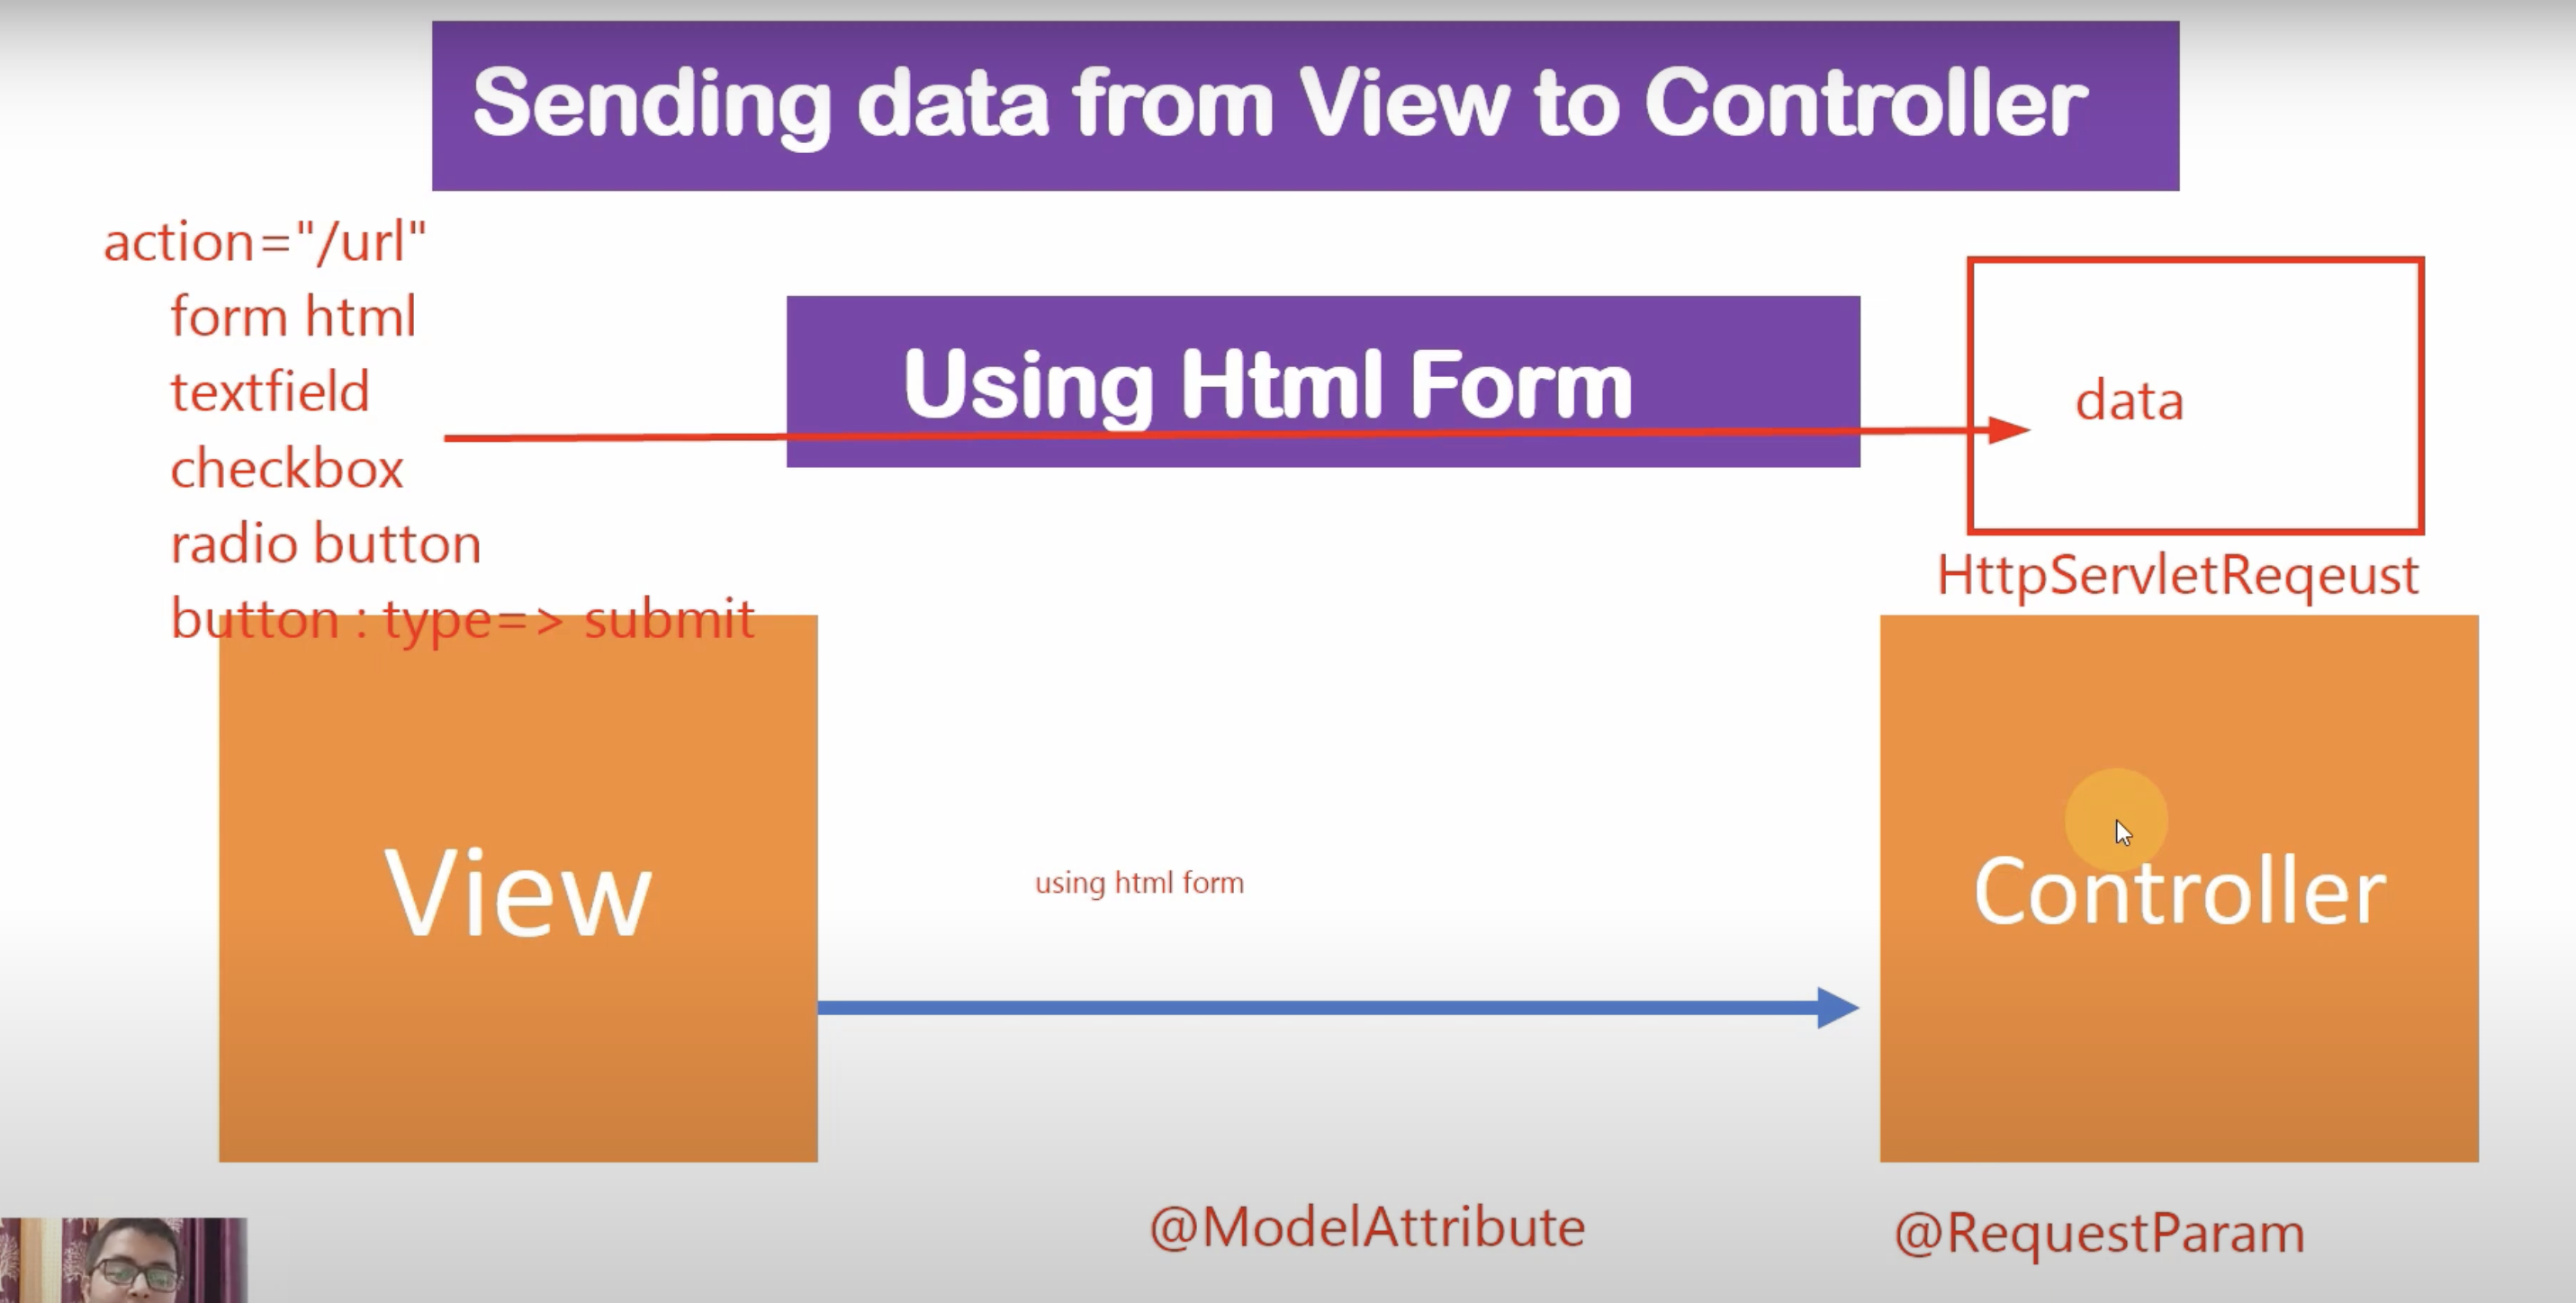 Sending data from View to Controller
action="/url"
form html
textfield
checkbox
radio button
button : type=> submit
Using Html Form
data
HttpServletReqeust
View
using html form
Controller
@ModelAttribute
@RequestParam